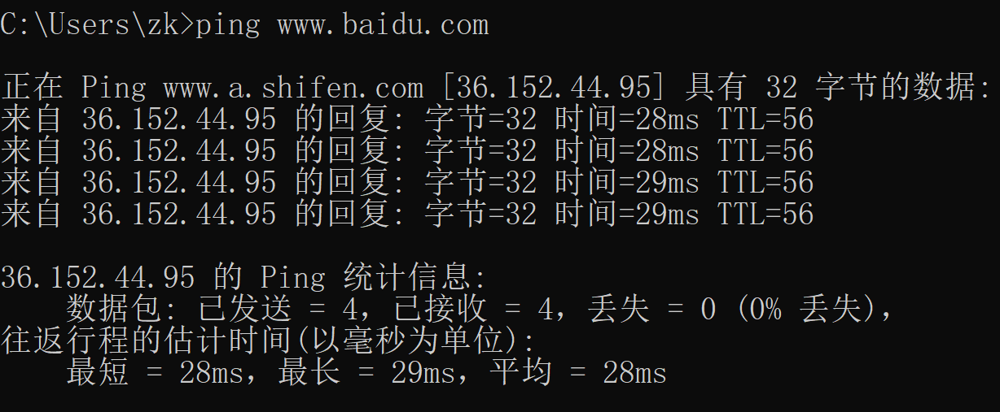 C:\Users\zk>ping www.baidu.com
正在 Ping www.a.shifen.com [36.152.44.95] 具有 32 字节的数据:
来自 36.152.44.95 的回复: 字节=32 时间=28ms TTL=56
来自 36.152.44.95 的回复: 字节=32 时间=28ms TTL=56
来自 36.152.44.95 的回复: 字节=32 时间=29ms TTL=56
来自 36.152.44.95 的回复: 字节=32 时间=29ms TTL=56
36.152.44.95 的 Ping 统计信息:
数据包: 已发送 = 4，已接收 = 4，丢失 = 0 (0% 丢失)，
往返行程的估计时间(以毫秒为单位):
最短 = 28ms，最长 = 29ms，平均 = 28ms